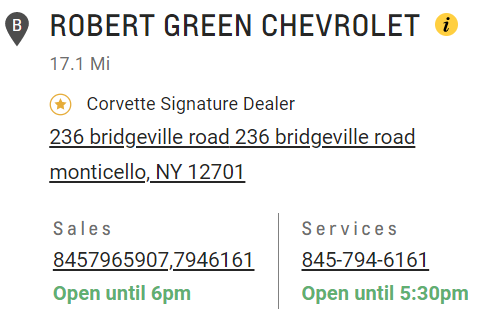 B
ROBERT GREEN CHEVROLET i
17.1 Mi
Corvette Signature Dealer
236 bridgeville road 236 bridgeville road
monticello, NY 12701
Sales
8457965907,7946161
Open until 6pm
Services
845-794-6161
Open until 5:30pm